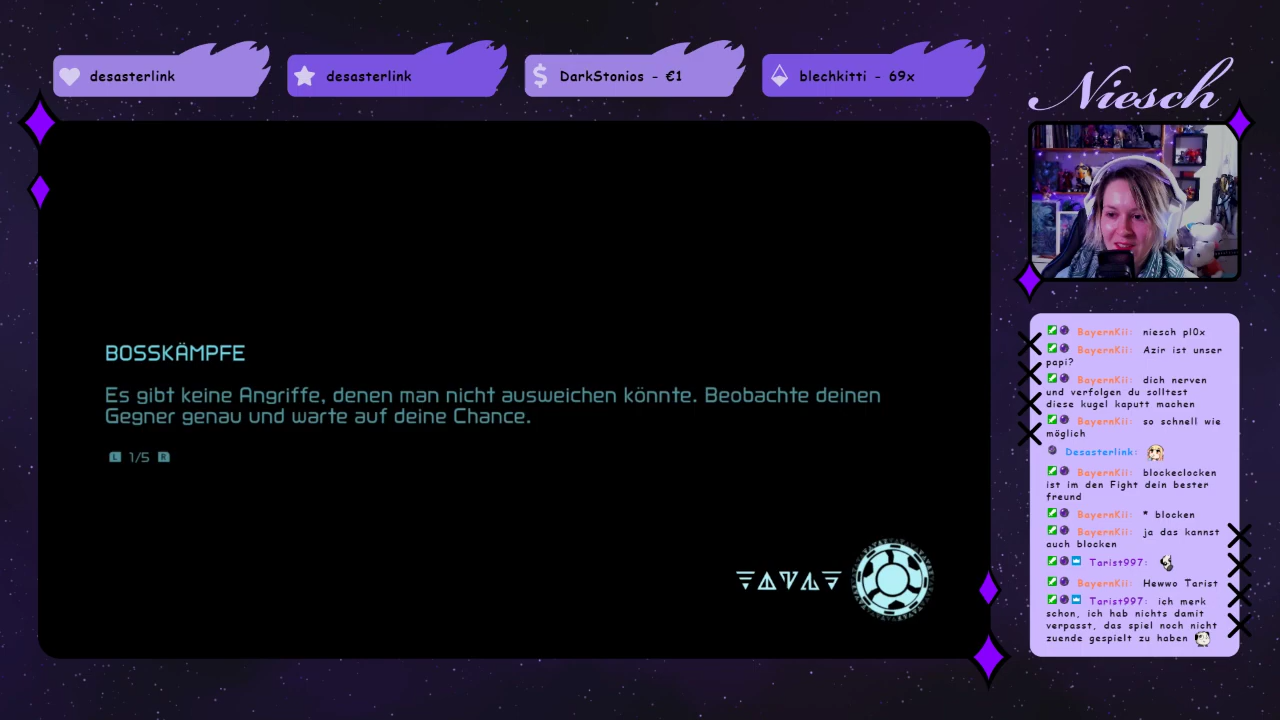 desasterlink
desasterlink
DarkStonios - €1
blechkitti - 69x
Niesch
BOSSKÄMPFE
Es gibt keine Angriffe, denen man nicht ausweichen könnte. Beobachte deinen
Gegner genau und warte auf deine Chance.
L 1/5 R
BayernKii: niesch pl0x
BayernKii: Azir ist unser
papi?
BayernKii: dich nerven
und verfolgen du solltest
diese kugel kaputt machen
BayernKii: so schnell wie
möglich
Desasterlink:
BayernKii: blockeclocken
ist im den Fight dein bester
freund
BayernKii: * blocken
BayernKii: ja das kannst
auch blocken
Tarist997:
BayernKii: Hewwo Tarist
Tarist997: ich merk
schon, ich hab nichts damit
verpasst, das spiel noch nicht
zuende gespielt zu haben